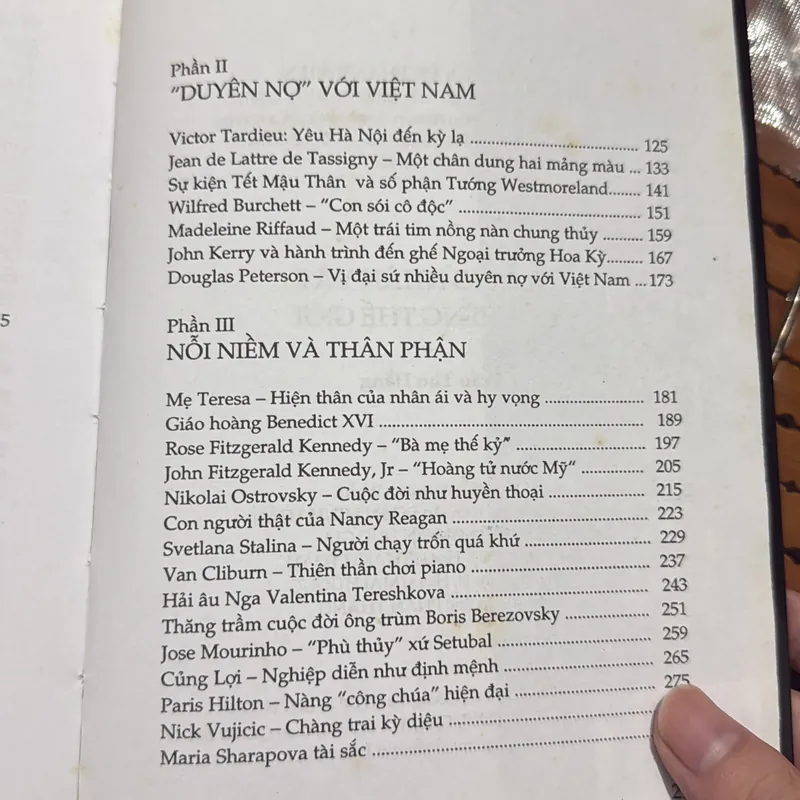 Phần II
"DUYÊN NỢ" VỚI VIỆT NAM
Victor Tardieu: Yêu Hà Nội đến kỳ lạ ........ 125
Jean de Lattre de Tassigny – Một chân dung hai mảng màu ... 133
Sự kiện Tết Mậu Thân và số phận Tướng Westmoreland........ 141
Wilfred Burchett – "Con sói cô độc" ........ 151
Madeleine Riffaud – Một trái tim nồng nàn chung thủy ........ 159
John Kerry và hành trình đến ghế Ngoại trưởng Hoa Kỳ......... 167
Douglas Peterson – Vị đại sứ nhiều duyên nợ với Việt Nam ...173
5
Phần III
NỖI NIỀM VÀ THÂN PHẬN
Mẹ Teresa – Hiện thân của nhân ái và hy vọng ........ 181
Giáo hoàng Benedict XVI ........ 189
Rose Fitzgerald Kennedy – "Bà mẹ thế kỷ" ........ 197
John Fitzgerald Kennedy, Jr – "Hoàng tử nước Mỹ" ........ 205
Nikolai Ostrovsky – Cuộc đời như huyền thoại ........ 215
Con người thật của Nancy Reagan ........ 223
Svetlana Stalina – Người chạy trốn quá khứ ........ 229
Van Cliburn – Thiên thần chơi piano ........ 237
Hải âu Nga Valentina Tereshkova ........ 243
Thăng trầm cuộc đời ông trùm Boris Berezovsky ........ 251
Jose Mourinho – "Phù thủy" xứ Setubal ........ 259
Củng Lợi – Nghiệp diễn như định mệnh ........ 265
Paris Hilton – Nàng "công chúa" hiện đại ........ 275
Nick Vujicic – Chàng trai kỳ diệu ........
Maria Sharapova tài sắc ........